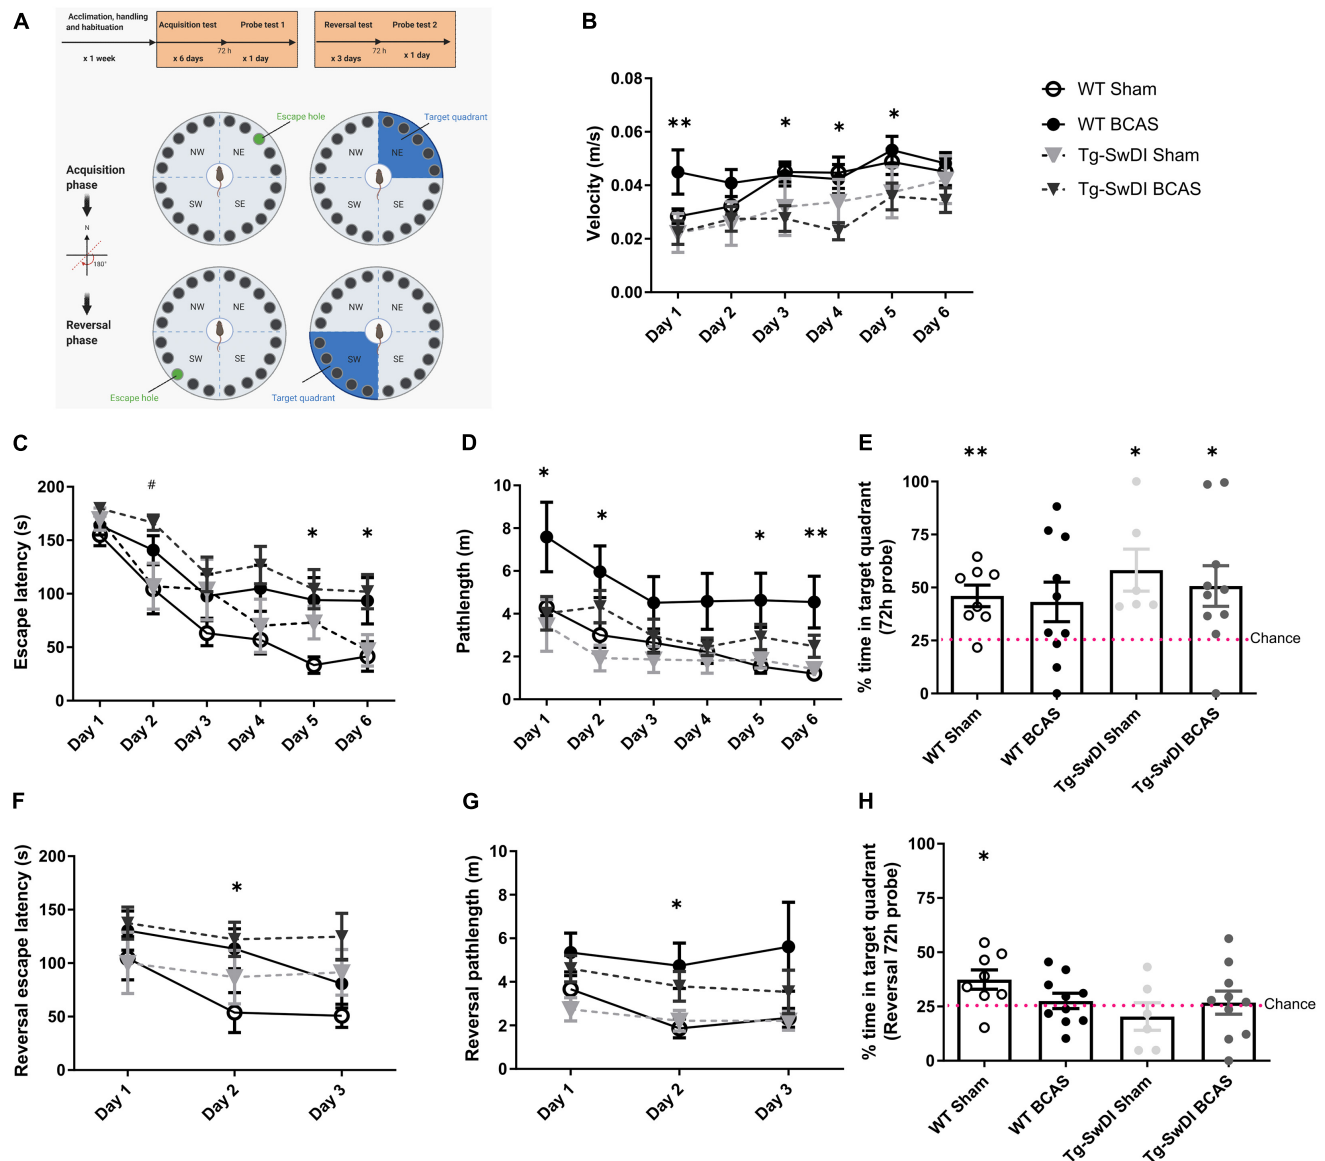 A
Acclimation, handling
and habituation
x 1 week
Acquisition test
Probe test 1
72 h
x 6 days
x 1 day
Reversal test
Probe test 2
72 h
x 3 days
x 1 day
Escape hole
Target quadrant
NW
NE
SW
SE
NE
Acquisition
phase
N
180°
Reversal
phase
NW
NE
SW
SE
NW
NE
SW
SE
Escape hole
Target quadrant
B
Velocity (m/s)
0.08
0.06
0.04
0.02
0.00
** * * *
Day 1
Day 2
Day 3
Day 4
Day 5
Day 6
WT Sham
WT BCAS
Tg-SwDI Sham
Tg-SwDI BCAS
C
Escape latency (s)
200
150
100
50
0
# * *
Day 1
Day 2
Day 3
Day 4
Day 5
Day 6
D
Pathlength (m)
10
8
6
4
2
0
* * * **
Day 1
Day 2
Day 3
Day 4
Day 5
Day 6
E
% time in target quadrant
(72h probe)
100
75
50
25
0
** * *
Chance
WT Sham
WT BCAS
Tg-SwDI Sham
Tg-SwDI BCAS
F
Reversal escape latency (s)
200
150
100
50
0
*
Day 1
Day 2
Day 3
G
Reversal pathlength (m)
10
8
6
4
2
0
*
Day 1
Day 2
Day 3
H
% time in target quadrant
(Reversal 72h probe)
100
75
50
25
0
*
Chance
WT Sham
WT BCAS
Tg-SwDI Sham
Tg-SwDI BCAS